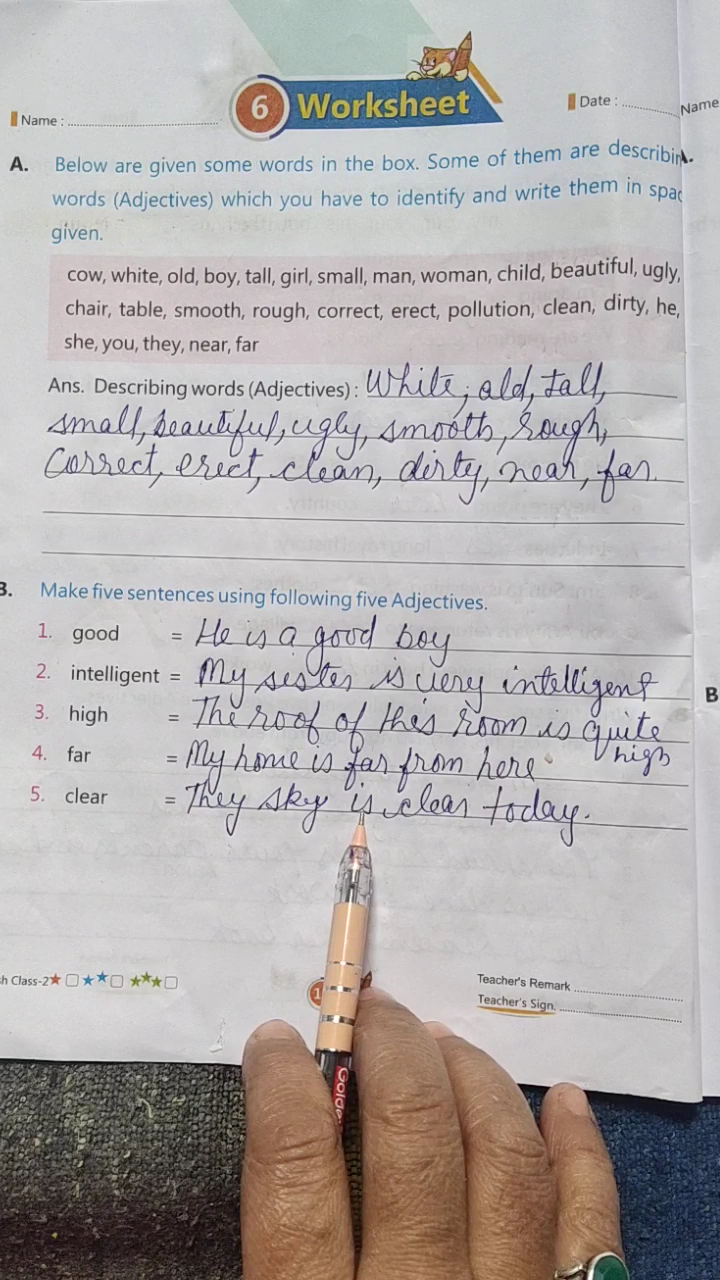 6 Worksheet
Name : Date : Name
A. Below are given some words in the box. Some of them are describin
words (Adjectives) which you have to identify and write them in spac
given.
cow, white, old, boy, tall, girl, small, man, woman, child, beautiful, ugly,
chair, table, smooth, rough, correct, erect, pollution, clean, dirty, he,
she, you, they, near, far
Ans. Describing words (Adjectives) : White, old, tall,
small, beautiful, ugly, smooth, rough,
Correct, erect, clean, dirty, near, far.
B. Make five sentences using following five Adjectives.
1. good = He is a good boy
2. intelligent = My sister is very intelligent
B
3. high = The roof of this room is quite
high
4. far = My home is far from here
5. clear = They sky is clear today.
h Class-2
Teacher's Remark
Teacher's Sign.
Golde